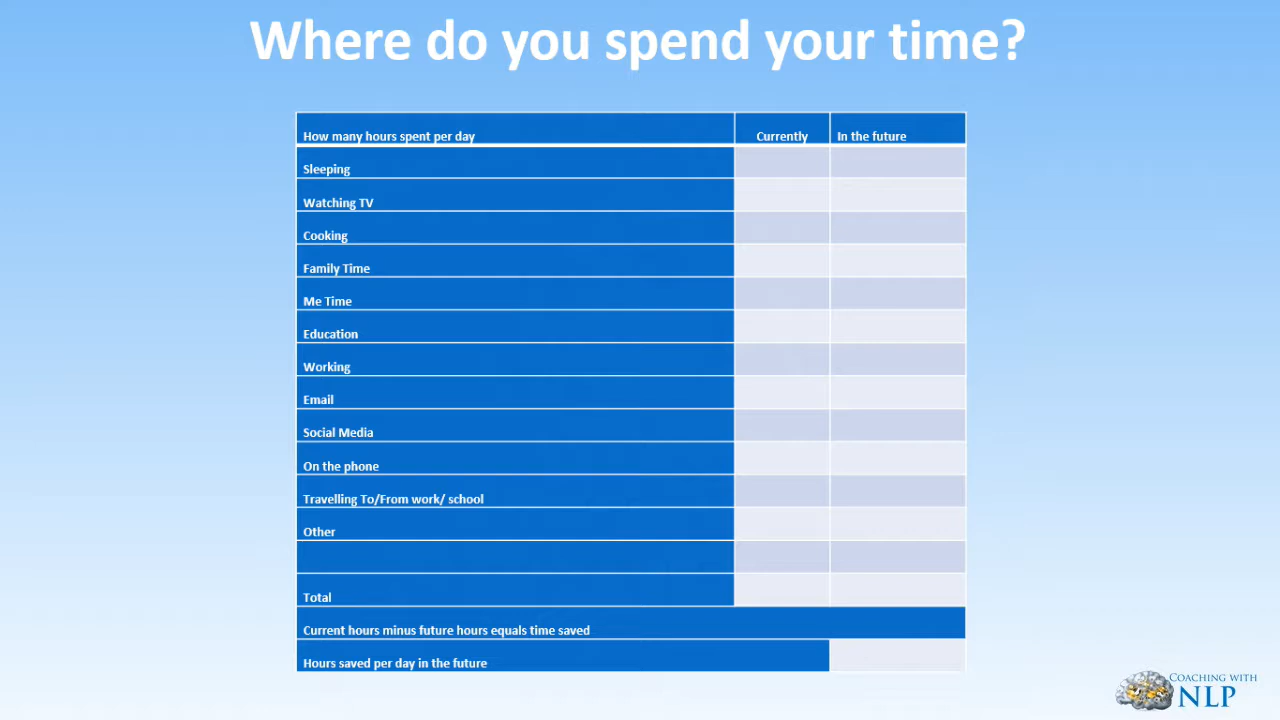 Where do you spend your time?
How many hours spent per day Currently In the future
Sleeping
Watching TV
Cooking
Family Time
Me Time
Education
Working
Email
Social Media
On the phone
Travelling To/From work/ school
Other
Total
Current hours minus future hours equals time saved
Hours saved per day in the future
COACHING WITH
NLP